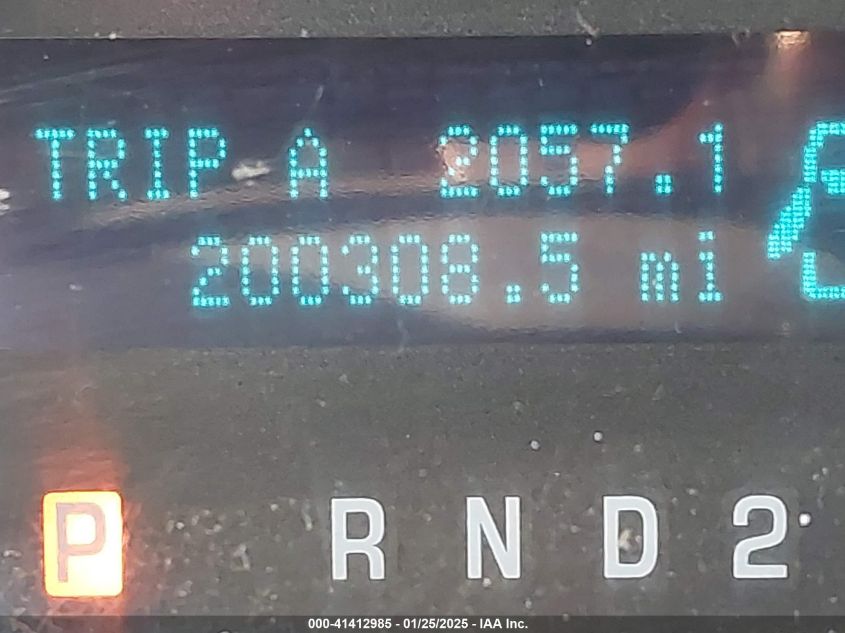 TRIP A 2057.1
200308.5 mi
P R N D 2
000-41412985 - 01/25/2025 - IAA Inc.